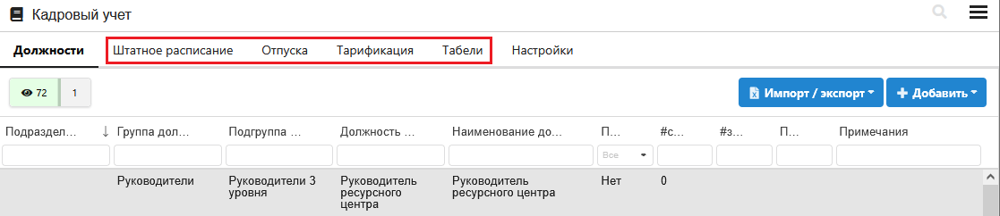 Кадровый учет
Должности Штатное расписание Отпуска Тарификация Табели Настройки
72 1 Импорт / экспорт Добавить
Подраздел... ↓ Группа дол... Подгруппа ... Должность ... Наименование до... П... #с... #з... П... Примечания
Все
Руководители Руководители 3 Руководитель Руководитель Нет 0
уровня ресурсного ресурсного центра
центра